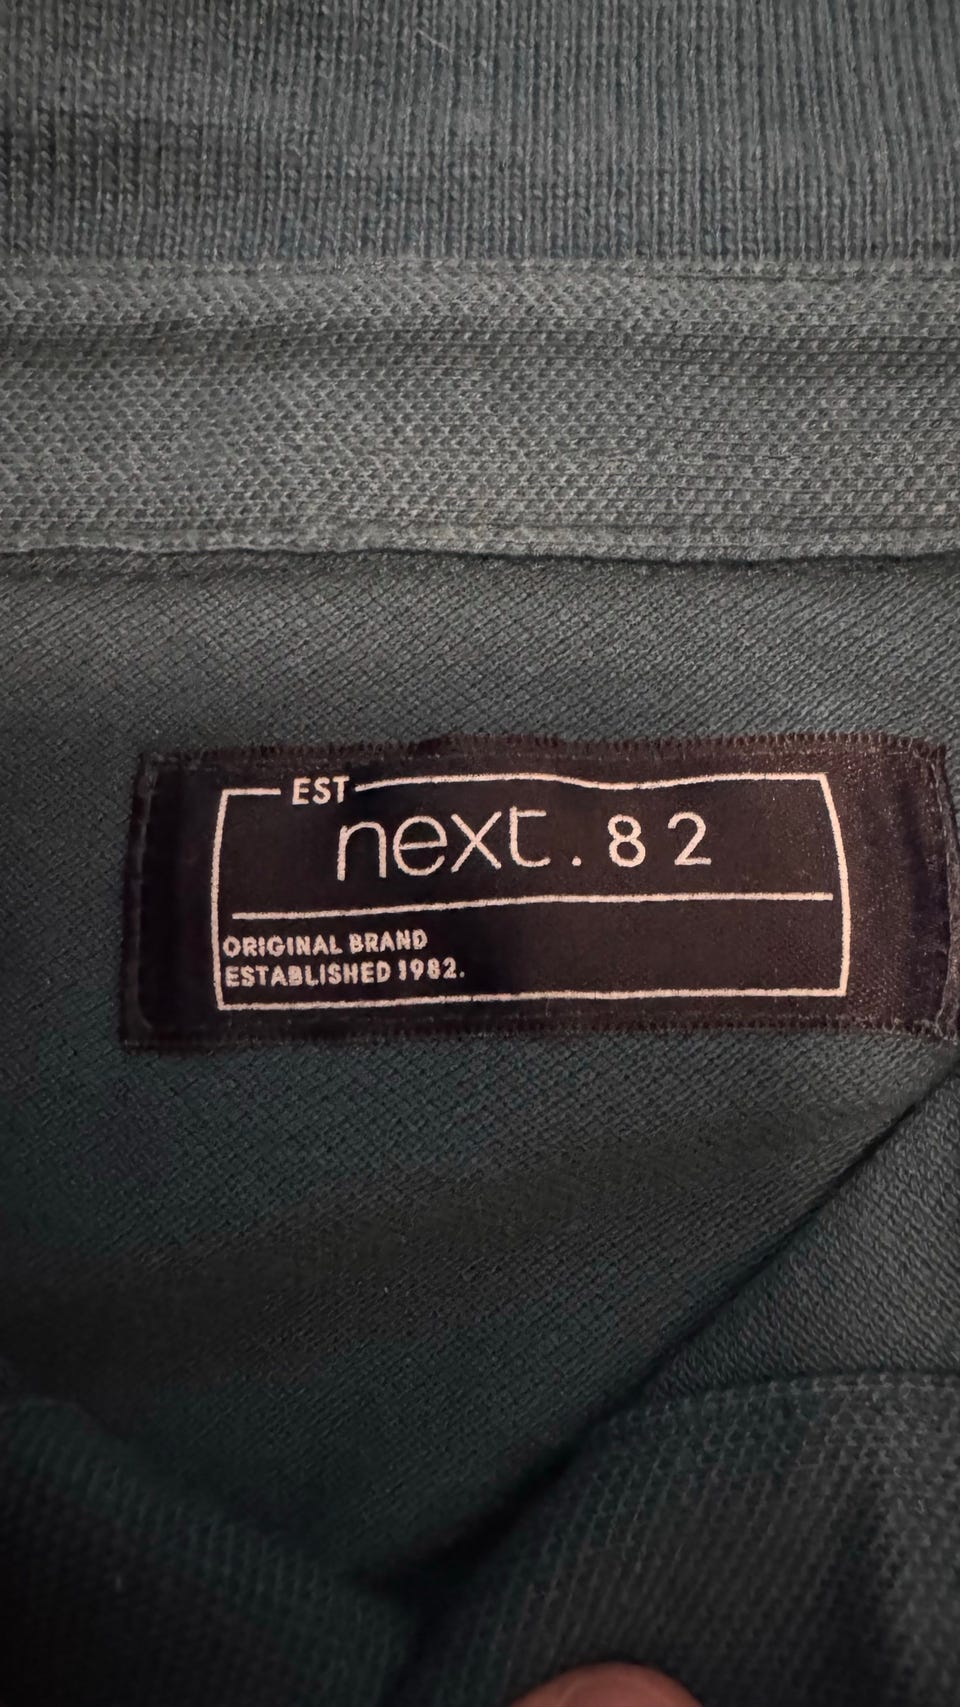 EST
next.82
ORIGINAL BRAND
ESTABLISHED 1982.